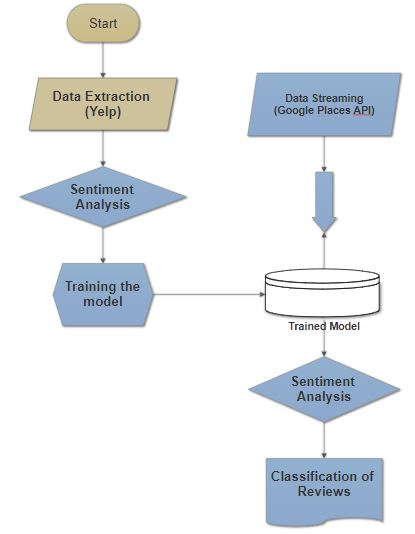 Start
Data Extraction
(Yelp)
Sentiment
Analysis
Training the
model
Data Streaming
(Google Places API)
Trained Model
Sentiment
Analysis
Classification of
Reviews